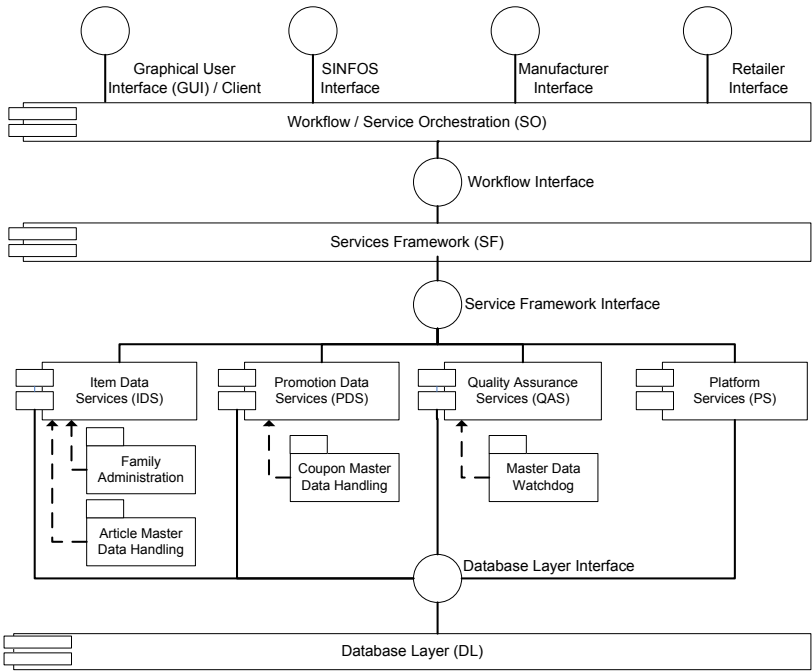 Graphical User
Interface (GUI) / Client
SINFOS
Interface
Manufacturer
Interface
Retailer
Interface
Workflow / Service Orchestration (SO)
Workflow Interface
Services Framework (SF)
Service Framework Interface
Item Data
Services (IDS)
Promotion Data
Services (PDS)
Quality Assurance
Services (QAS)
Platform
Services (PS)
Family
Administration
Coupon Master
Data Handling
Master Data
Watchdog
Article Master
Data Handling
Database Layer Interface
Database Layer (DL)